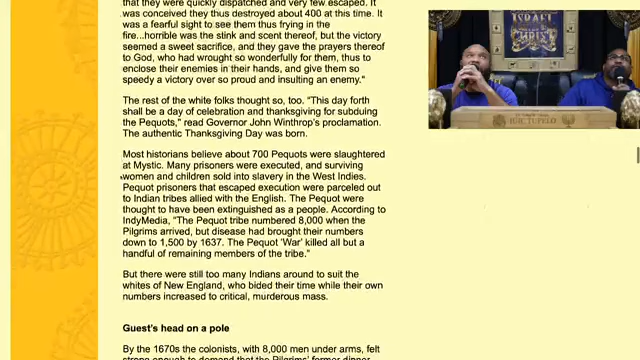 that they were quickly dispatched and very few escaped. It
was conceived they thus destroyed about 400 at this time. It
was a fearful sight to see them thus frying in the
fire...horrible was the stink and scent thereof, but the victory
seemed a sweet sacrifice, and they gave the prayers thereof
to God, who had wrought so wonderfully for them, thus to
enclose their enemies in their hands, and give them so
speedy a victory over so proud and insulting an enemy."
The rest of the white folks thought so, too. "This day forth
shall be a day of celebration and thanksgiving for subduing
the Pequots," read Governor John Winthrop's proclamation.
The authentic Thanksgiving Day was born.
Most historians believe about 700 Pequots were slaughtered
at Mystic. Many prisoners were executed, and surviving
women and children sold into slavery in the West Indies.
Pequot prisoners that escaped execution were parceled out
to Indian tribes allied with the English. The Pequot were
thought to have been extinguished as a people. According to
IndyMedia, "The Pequot tribe numbered 8,000 when the
Pilgrims arrived, but disease had brought their numbers
down to 1,500 by 1637. The Pequot 'War' killed all but a
handful of remaining members of the tribe."
But there were still too many Indians around to suit the
whites of New England, who bided their time while their own
numbers increased to critical, murderous mass.
Guest's head on a pole
By the 1670s the colonists, with 8,000 men under arms, felt
strong enough to demand that the Pilgrims' former dinner
ISRAEL
CHRIST
IUIC TUPELO